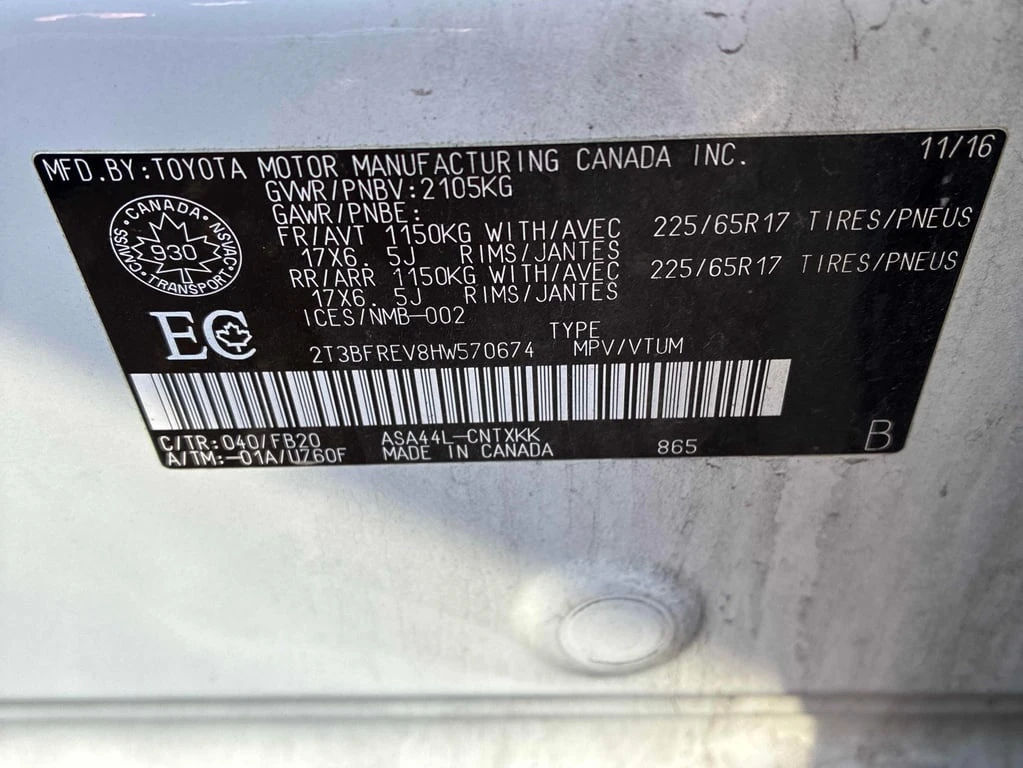 MFD.BY:TOYOTA MOTOR MANUFACTURING CANADA INC. 11/16
GVWR/PNBV:2105KG
GAWR/PNBE:
FR/AVT 1150KG WITH/AVEC 225/65R17 TIRES/PNEUS
17X6.5J RIMS/JANTES
RR/ARR 1150KG WITH/AVEC 225/65R17 TIRES/PNEUS
17X6.5J RIMS/JANTES
ICES/NMB-002
CANADA
CMVSS 930 NSVAC
TRANSPORT
EC
TYPE
2T3BFREV8HW570674 MPV/VTUM
C/TR:040/FB20 ASA44L-CNTXKK 865 B
A/TM:-01A/U760F MADE IN CANADA